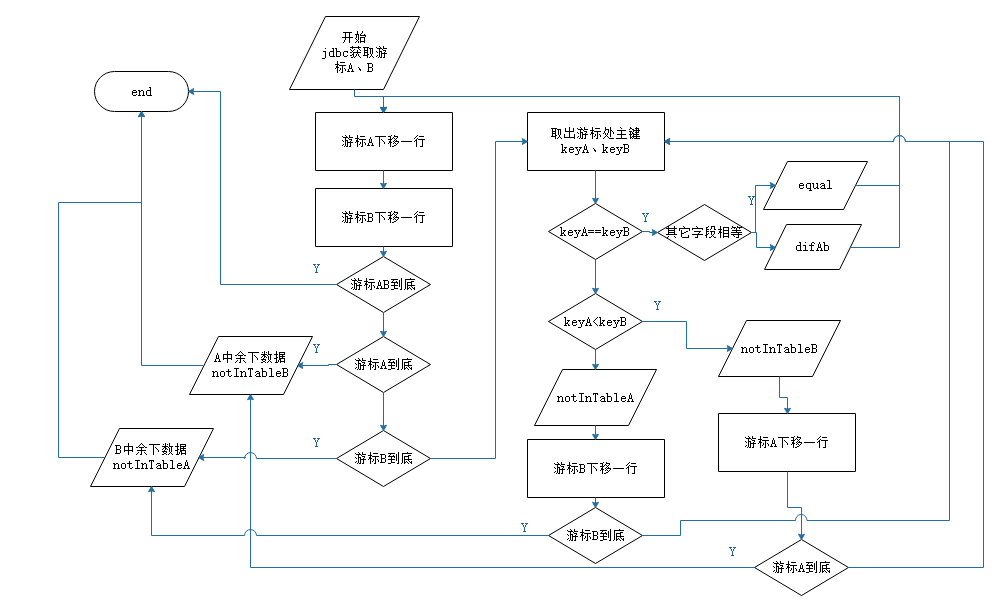 开始
jdbc获取游
标A、B
end
游标A下移一行
取出游标处主键
keyA、keyB
equal
Y
游标B下移一行
Y
keyA==keyB
其它字段相等
difAb
Y
游标AB到底
Y
keyA<keyB
Y
A中余下数据
notInTableB
游标A到底
notInTableB
notInTableA
Y
B中余下数据
notInTableA
游标B到底
游标B下移一行
游标A下移一行
Y
游标B到底
Y
游标A到底